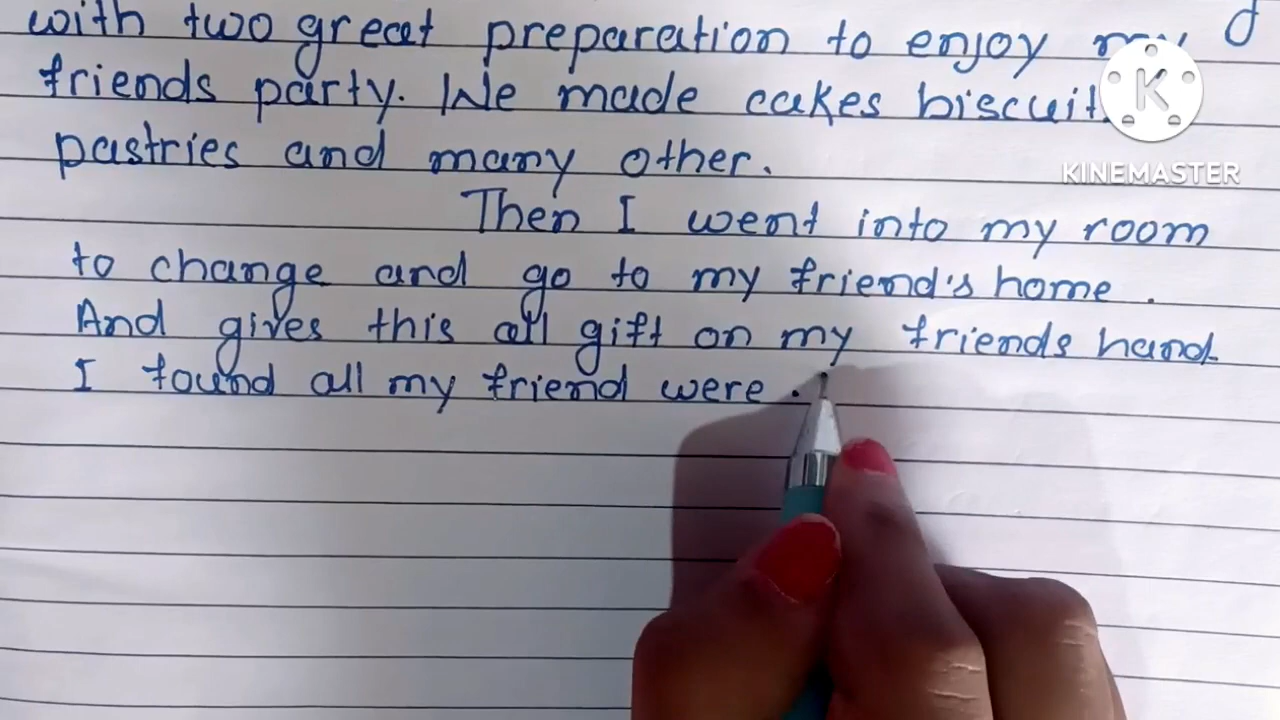 with two great preparation to enjoy my
friends party. We made cakes biscuit
pastries and many other.
Then I went into my room
to change and go to my friend's home.
And gives this all gift on my friends hand.
I found all my friend were .
K
KINEMASTER